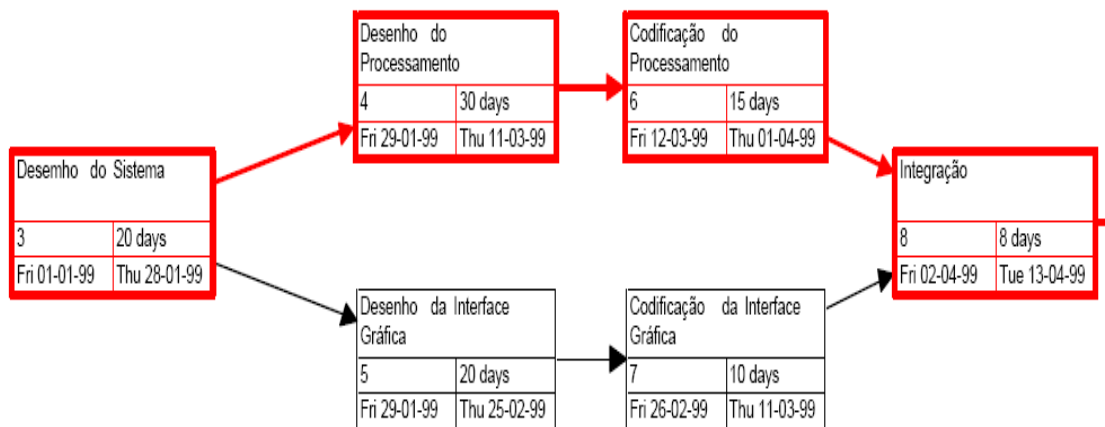 Desenho do
Processamento
4 30 days
Fri 29-01-99 Thu 11-03-99
Codificação do
Processamento
6 15 days
Fri 12-03-99 Thu 01-04-99
Desemho do Sistema
3 20 days
Fri 01-01-99 Thu 28-01-99
Integração
8 8 days
Fri 02-04-99 Tue 13-04-99
Desenho da Interface
Gráfica
5 20 days
Fri 29-01-99 Thu 25-02-99
Codificação da Interface
Gráfica
7 10 days
Fri 26-02-99 Thu 11-03-99